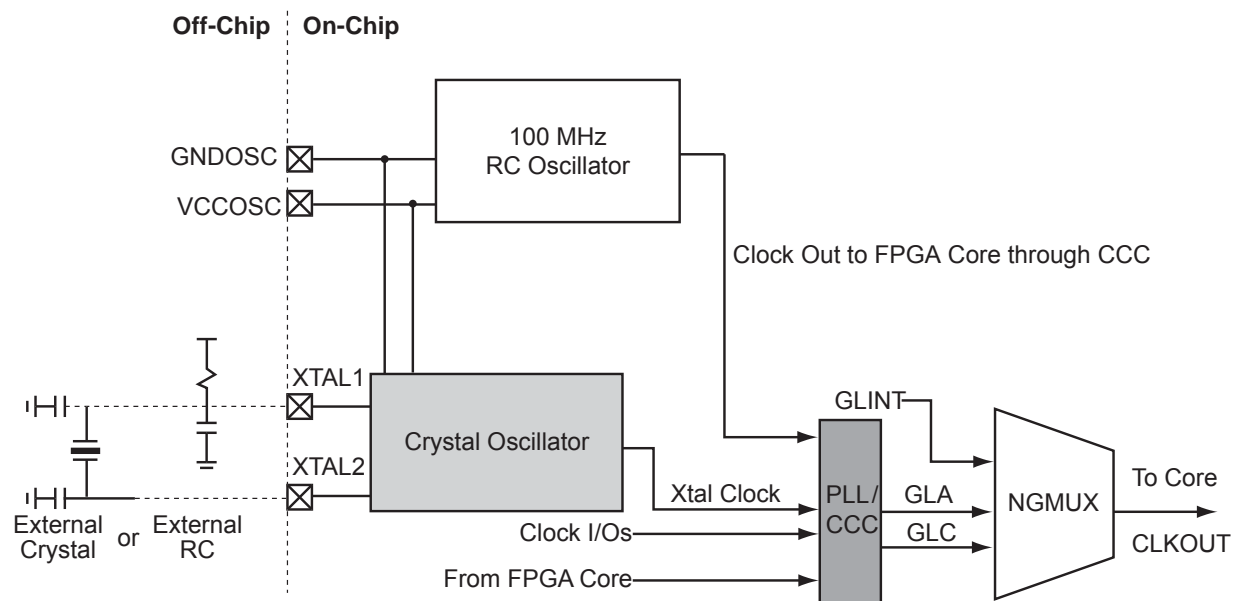 Off-Chip On-Chip
100 MHz
RC Oscillator
GNDOSC
VCCOSC
Clock Out to FPGA Core through CCC
XTAL1
Crystal Oscillator
XTAL2
External
Crystal
or
External
RC
GLINT
Xtal Clock
Clock I/Os
From FPGA Core
PLL/
CCC
GLA
GLC
NGMUX
To Core
CLKOUT